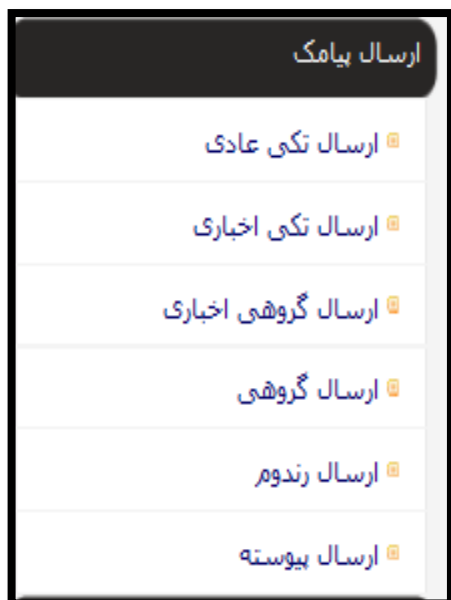 ارسال پیامک
ارسال تکی عادی
ارسال تکی اخباری
ارسال گروهی اخباری
ارسال گروهی
ارسال رندوم
ارسال پیوسته